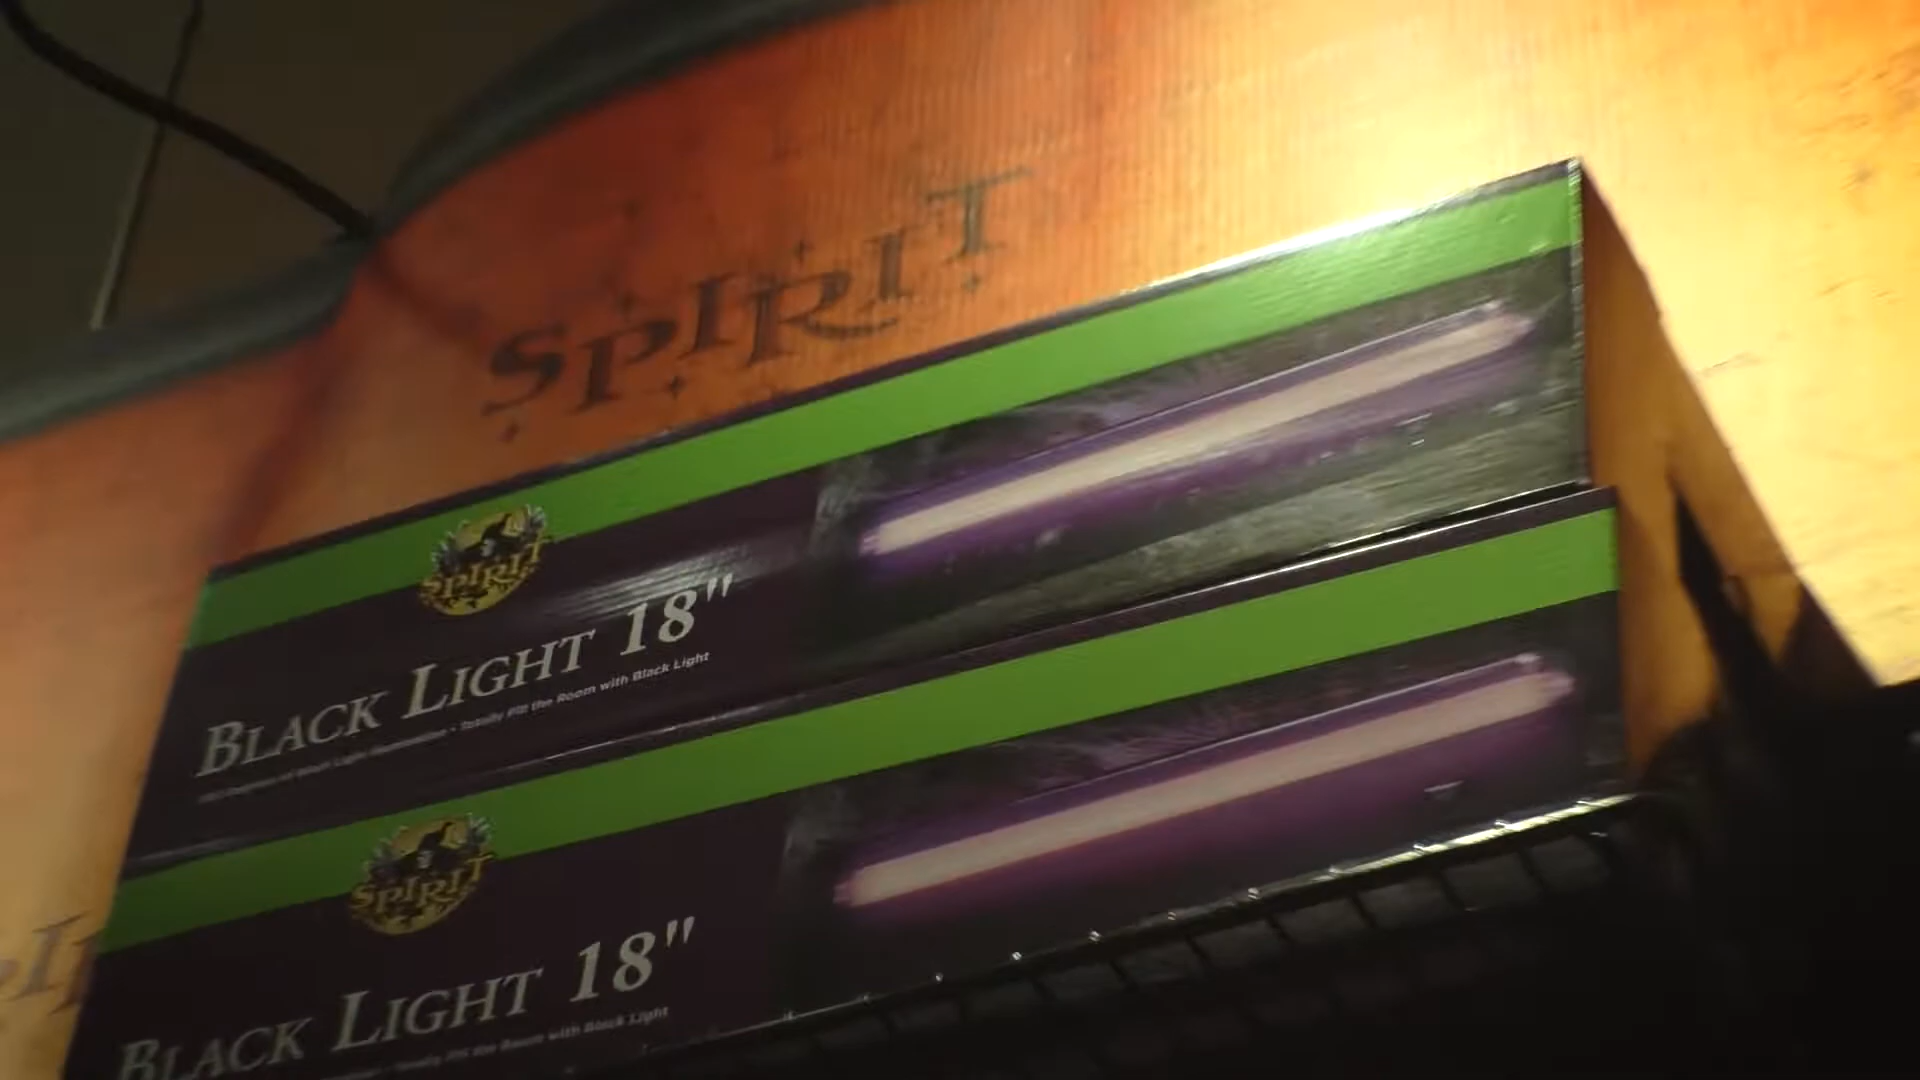 SPIRIT
SPIRIT
BLACK LIGHT 18"
Totally Fill the Room with Black Light
SPIRIT
BLACK LIGHT 18"
Totally Fill the Room with Black Light